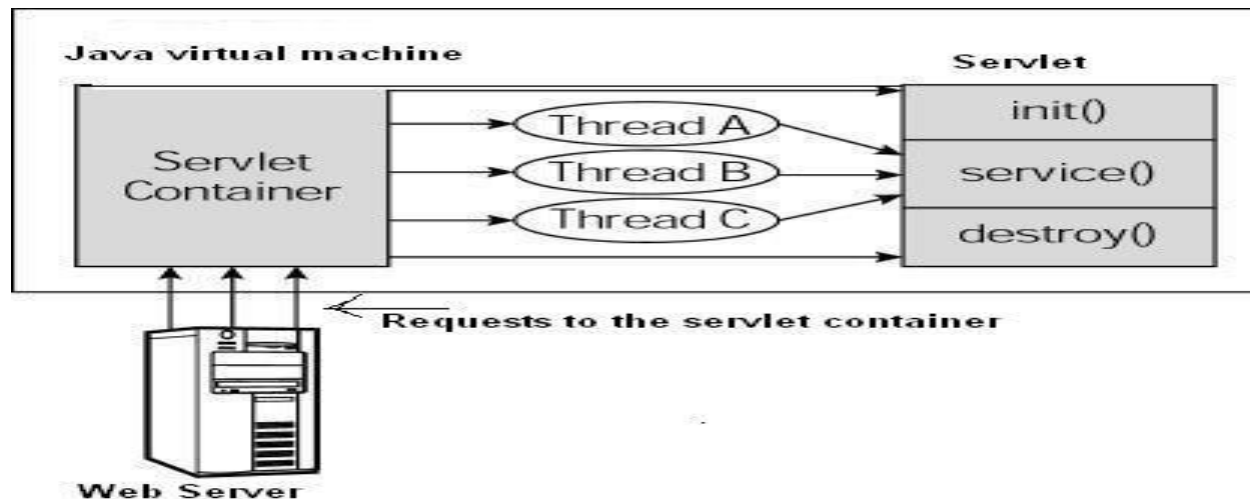 Java virtual machine
Servlet
Servlet
Container
Thread A
Thread B
Thread C
init()
service()
destroy()
Requests to the servlet container
Web Server